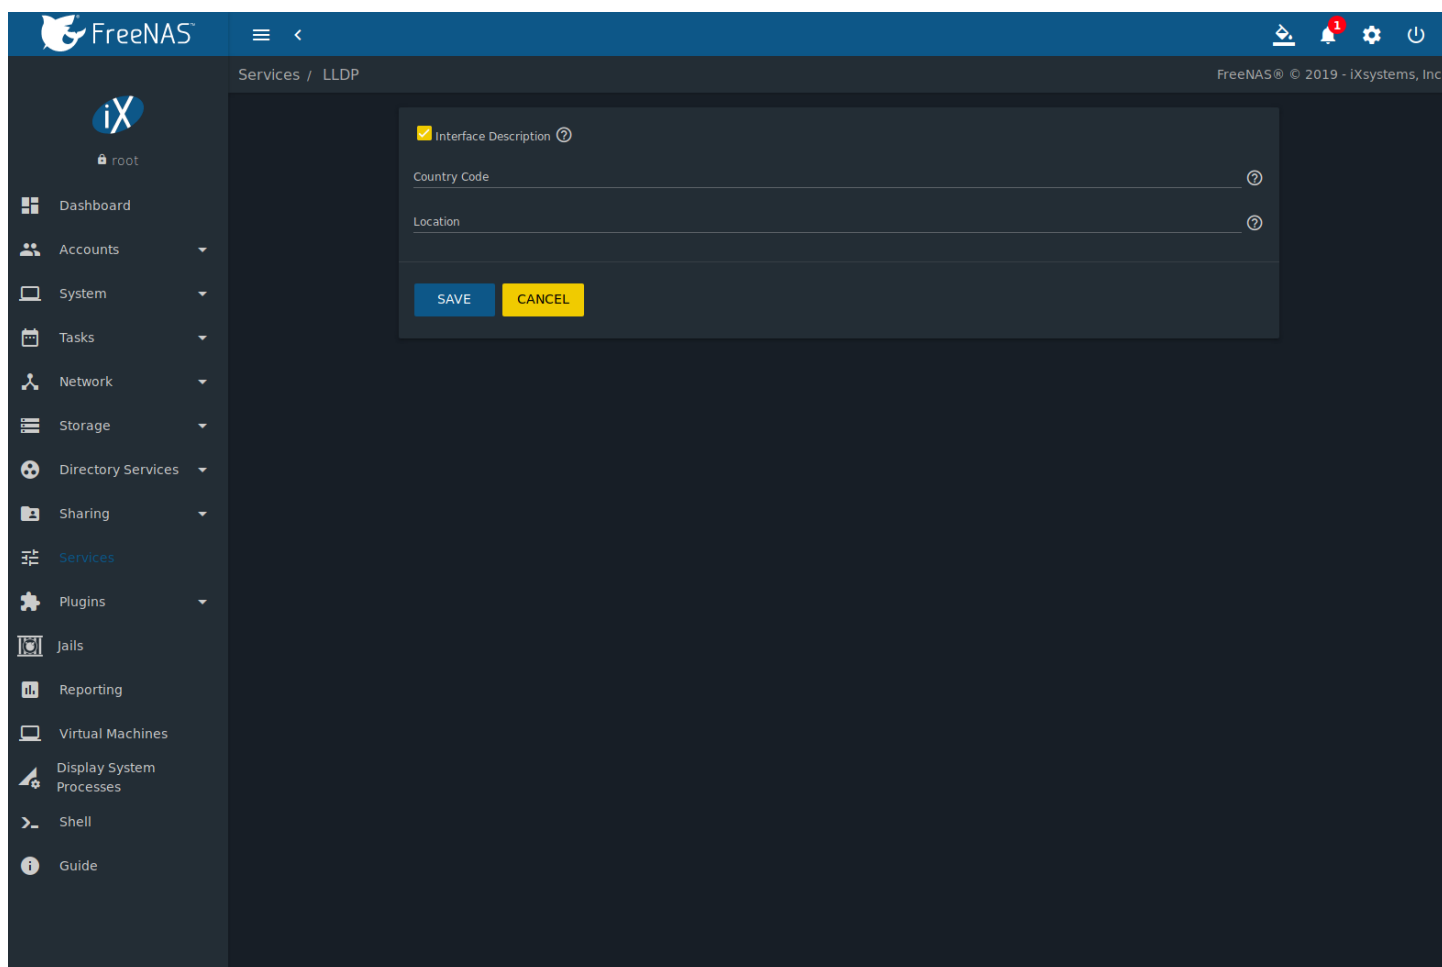 FreeNAS™
1
Services / LLDP
FreeNAS® © 2019 - iXsystems, Inc
iX
root
Dashboard
Accounts
System
Tasks
Network
Storage
Directory Services
Sharing
Services
Plugins
Jails
Reporting
Virtual Machines
Display System
Processes
Shell
Guide
Interface Description
Country Code
Location
SAVE CANCEL